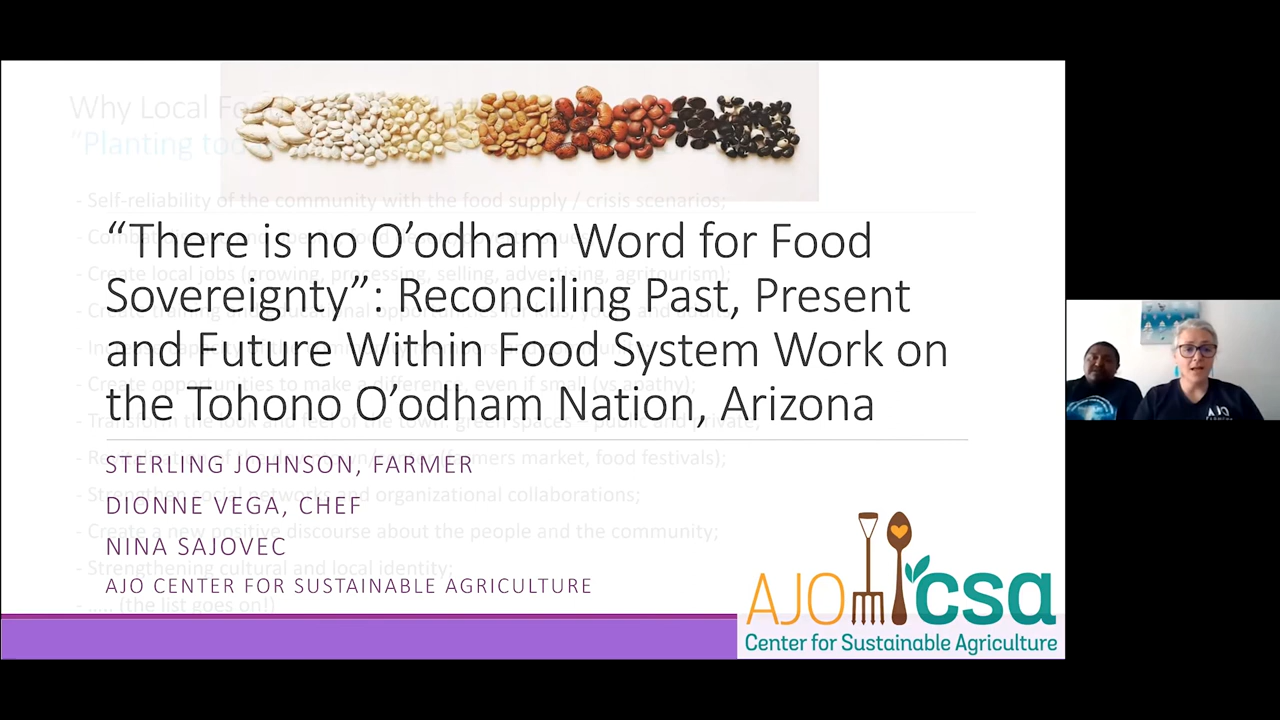 “There is no O’odham Word for Food
Sovereignty”: Reconciling Past, Present
and Future Within Food System Work on
the Tohono O’odham Nation, Arizona
STERLING JOHNSON, FARMER
DIONNE VEGA, CHEF
NINA SAJOVEC
AJO CENTER FOR SUSTAINABLE AGRICULTURE
AJO csa
Center for Sustainable Agriculture
Why Local
"Planting
- Self-reliability of the community with the food supply / crisis scenarios;
- Create local jobs (growing, processing, selling, advertising, agritourism);
- Create opportunities to make a difference, even if small (vs apathy);
- Transform the look and feel of the town: green spaces – public and private;
(farmers market, food festivals);
- Strengthen social networks and organizational collaborations;
- Create a new positive discourse about the people and the community;
- Strengthening cultural and local identity;
- ..... (the list goes on!)
AJO